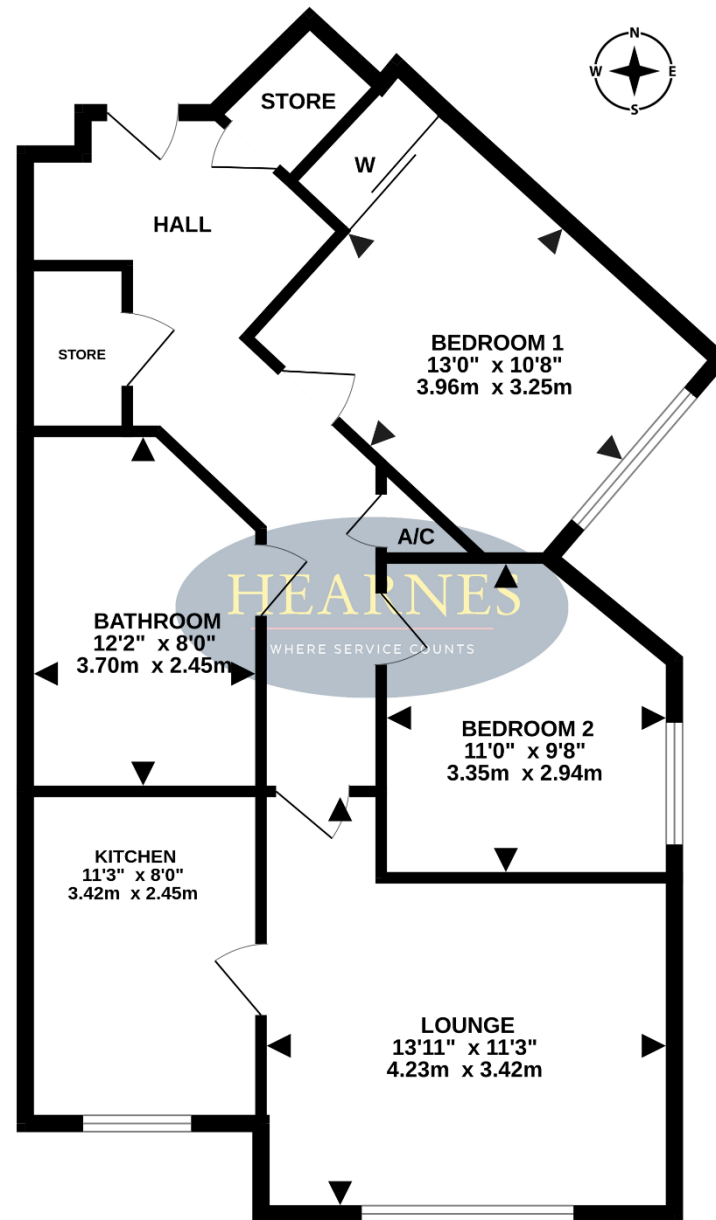 N
W E
S
STORE
W
HALL
BEDROOM 1
13'0" x 10'8"
3.96m x 3.25m
STORE
A/C
HEARNES
WHERE SERVICE COUNTS
BATHROOM
12'2" x 8'0"
3.70m x 2.45m
BEDROOM 2
11'0" x 9'8"
3.35m x 2.94m
KITCHEN
11'3" x 8'0"
3.42m x 2.45m
LOUNGE
13'11" x 11'3"
4.23m x 3.42m